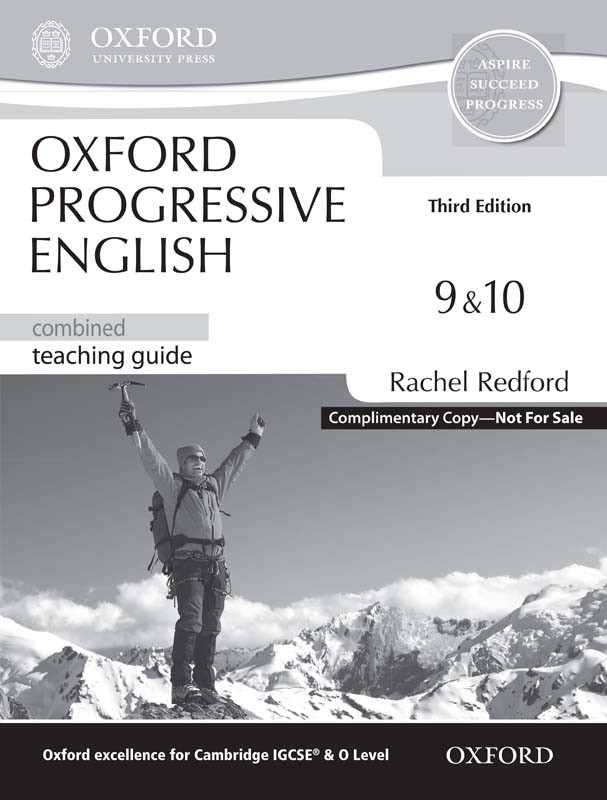 OXFORD
UNIVERSITY PRESS
ASPIRE
SUCCEED
PROGRESS
OXFORD
PROGRESSIVE
ENGLISH
Third Edition
9 & 10
combined
teaching guide
Rachel Redford
Complimentary Copy—Not For Sale
Oxford excellence for Cambridge IGCSE® & O Level
OXFORD